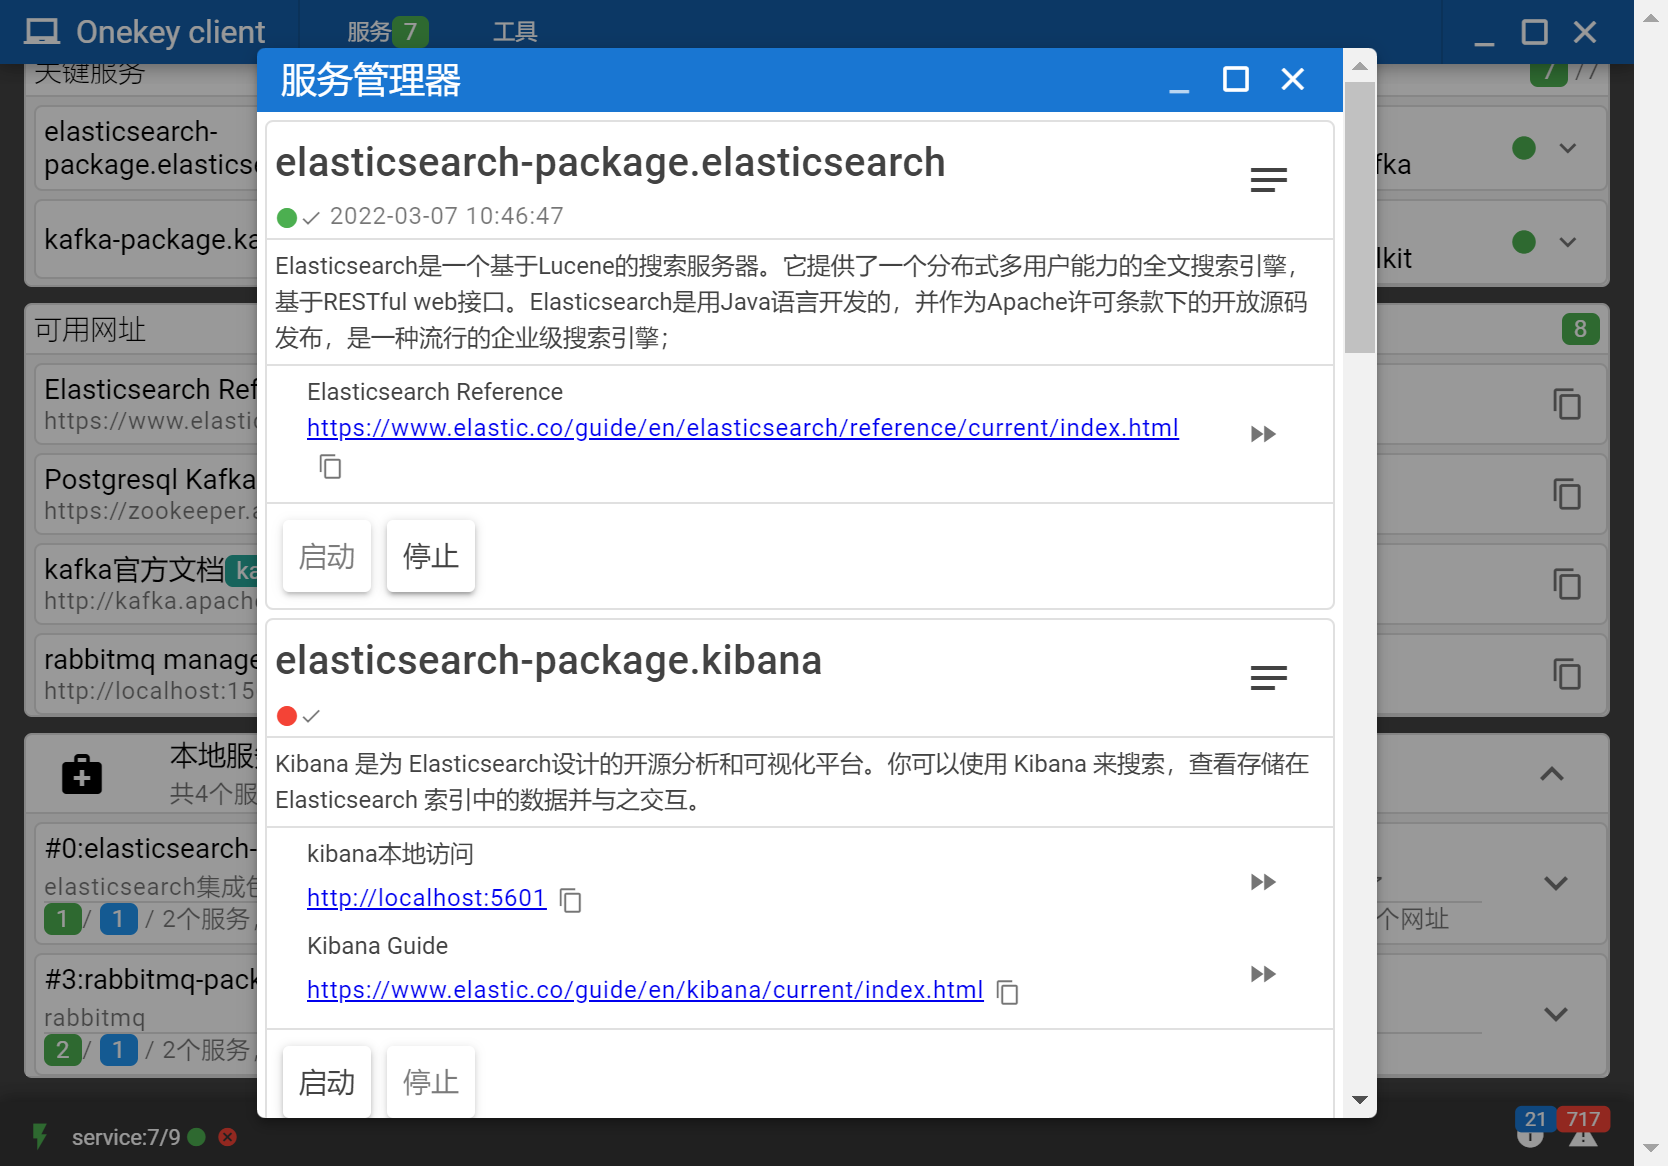 Onekey client
服务 7
工具
关键服务
7 / 7
服务管理器
elasticsearch-
package.elasticse
fka
kafka-package.ka
lkit
elasticsearch-package.elasticsearch
2022-03-07 10:46:47
Elasticsearch是一个基于Lucene的搜索服务器。它提供了一个分布式多用户能力的全文搜索引擎，
基于RESTful web接口。Elasticsearch是用Java语言开发的，并作为Apache许可条款下的开放源码
发布，是一种流行的企业级搜索引擎；
Elasticsearch Reference
https://www.elastic.co/guide/en/elasticsearch/reference/current/index.html
启动
停止
elasticsearch-package.kibana
Kibana 是为 Elasticsearch设计的开源分析和可视化平台。你可以使用 Kibana 来搜索，查看存储在
Elasticsearch 索引中的数据并与之交互。
kibana本地访问
http://localhost:5601
Kibana Guide
https://www.elastic.co/guide/en/kibana/current/index.html
启动
停止
可用网址
8
Elasticsearch Ref
https://www.elastic
Postgresql Kafka
https://zookeeper.a
kafka官方文档 ka
http://kafka.apache
rabbitmq manage
http://localhost:15
本地服务
共4个服
#0:elasticsearch-
elasticsearch集成包
1 / 1 / 2个服务,
个网址
#3:rabbitmq-pack
rabbitmq
2 / 1 / 2个服务,
service:7/9
21
717